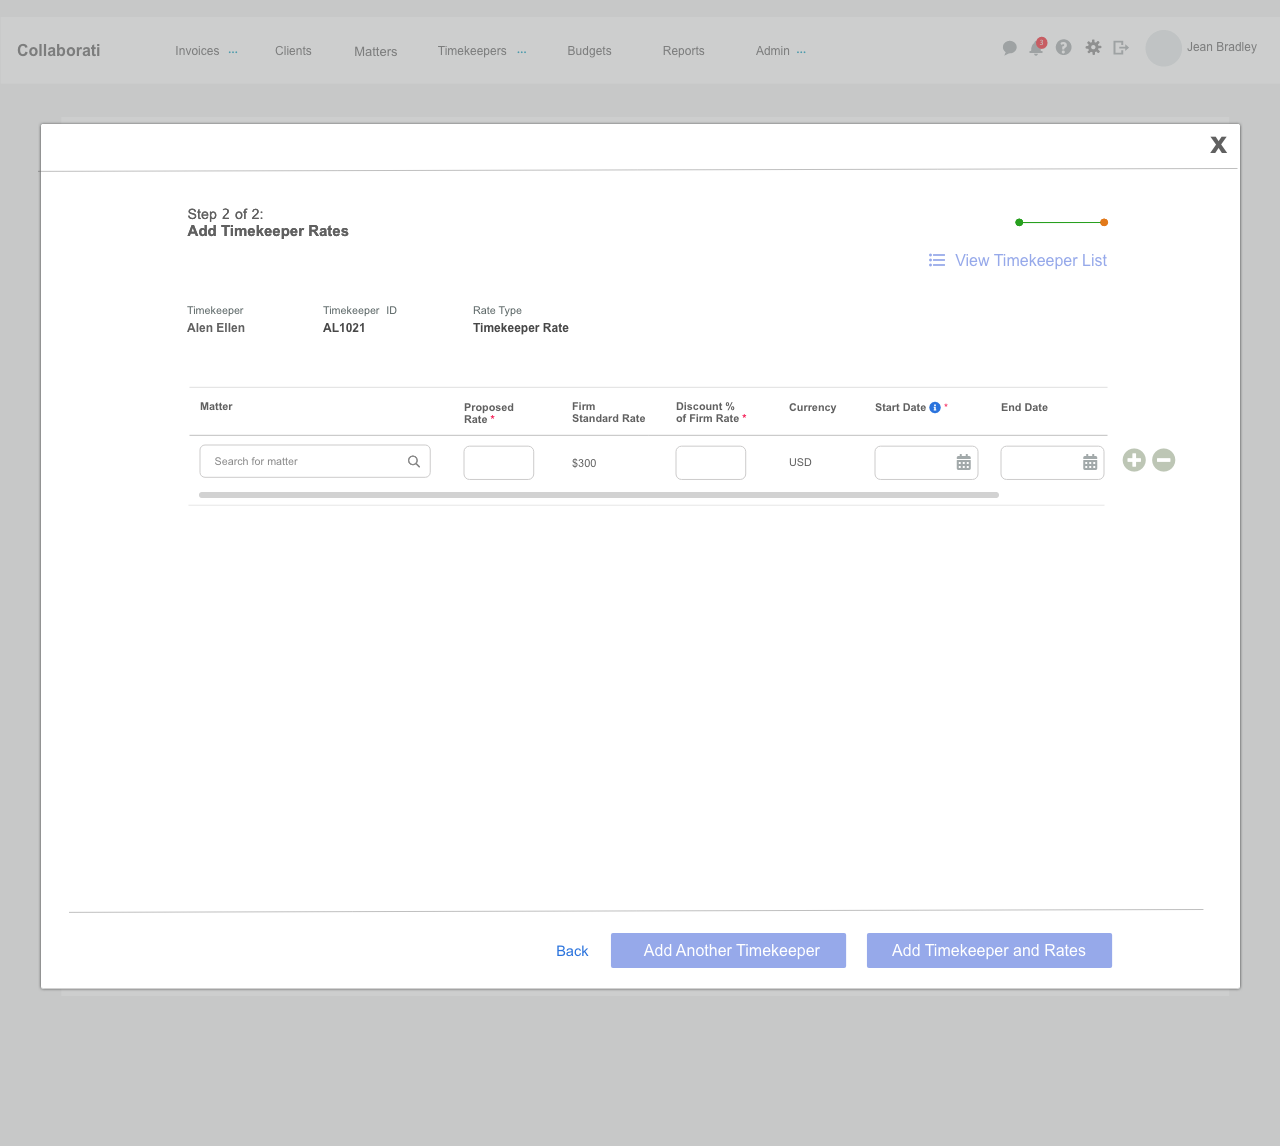 Collaborati
Invoices ...
Clients
Matters
Timekeepers ...
Budgets
Reports
Admin ...
3
?
Jean Bradley
X
Step 2 of 2:
Add Timekeeper Rates
View Timekeeper List
Timekeeper
Alen Ellen
Timekeeper ID
AL1021
Rate Type
Timekeeper Rate
Matter
Proposed
Rate *
Firm
Standard Rate
Discount %
of Firm Rate *
Currency
Start Date i *
End Date
Search for matter
$300
USD
Back
Add Another Timekeeper
Add Timekeeper and Rates